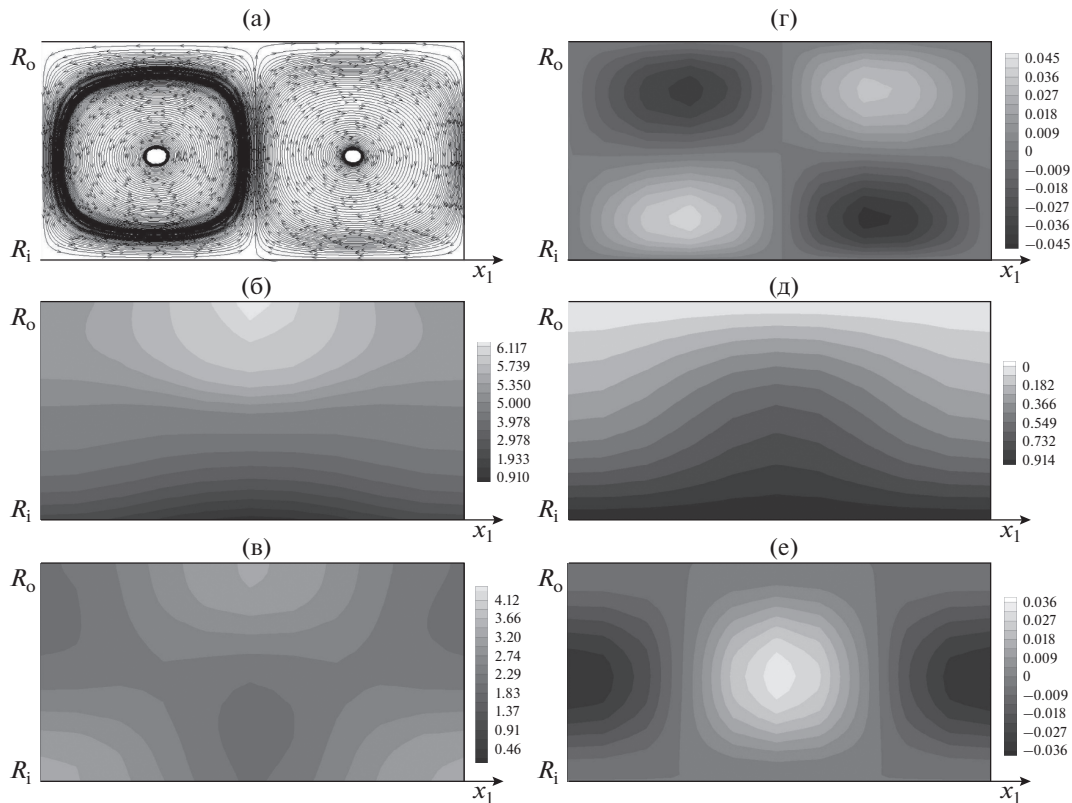 (а)
R_o
R_i
x_1
(г)
R_o
R_i
x_1
0.045
0.036
0.027
0.018
0.009
0
−0.009
−0.018
−0.027
−0.036
−0.045
(б)
R_o
R_i
x_1
6.117
5.739
5.350
5.000
3.978
2.978
1.933
0.910
(д)
R_o
R_i
x_1
0
0.182
0.366
0.549
0.732
0.914
(в)
R_o
R_i
x_1
4.12
3.66
3.20
2.74
2.29
1.83
1.37
0.91
0.46
(е)
R_o
R_i
x_1
0.036
0.027
0.018
0.009
0
−0.009
−0.018
−0.027
−0.036